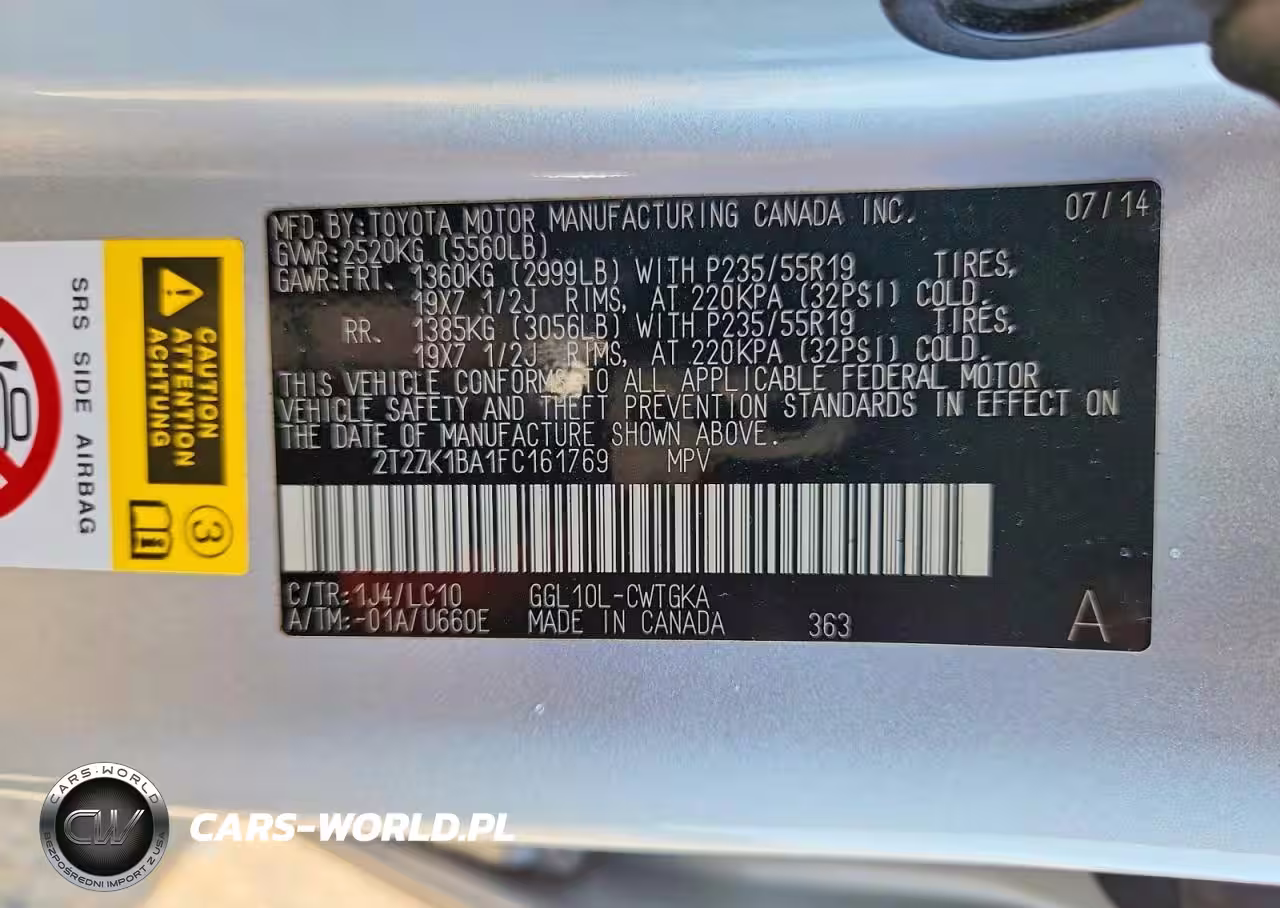 MFD.BY:TOYOTA MOTOR MANUFACTURING CANADA INC. 07/14
GVWR:2520KG (5560LB)
GAWR:FRT. 1360KG (2999LB) WITH P235/55R19 TIRES,
19X7 1/2J RIMS, AT 220KPA (32PSI) COLD.
RR. 1385KG (3056LB) WITH P235/55R19 TIRES,
19X7 1/2J RIMS, AT 220KPA (32PSI) COLD.
THIS VEHICLE CONFORMS TO ALL APPLICABLE FEDERAL MOTOR
VEHICLE SAFETY AND THEFT PREVENTION STANDARDS IN EFFECT ON
THE DATE OF MANUFACTURE SHOWN ABOVE.
2T2ZK1BA1FC161769 MPV
C/TR:1J4/LC10 GGL10L-CWTGKA
A/TM:-01A/U660E MADE IN CANADA 363 A
CAUTION
ATTENTION
ACHTUNG
3
SRS SIDE AIRBAG
CARS-WORLD
CW
BEZPOŚREDNI IMPORT Z USA
CARS-WORLD.PL